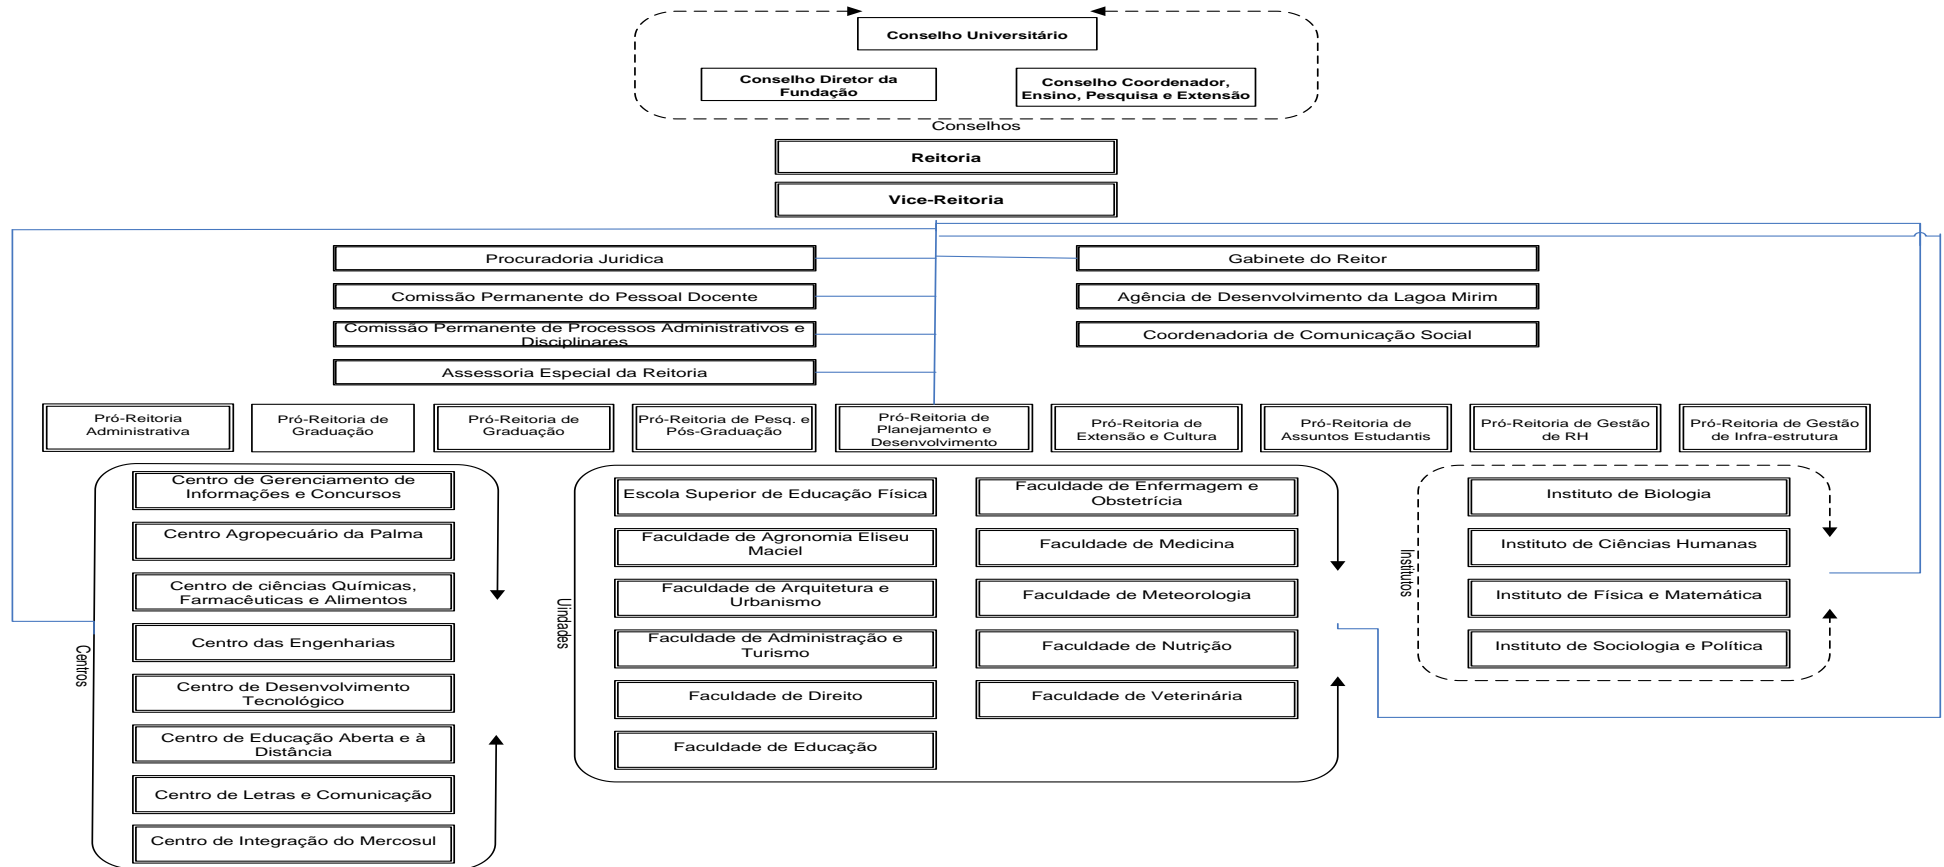 Conselho Universitário
Conselho Diretor da
Fundação
Conselho Coordenador,
Ensino, Pesquisa e Extensão
Conselhos
Reitoria
Vice-Reitoria
Procuradoria Juridica
Gabinete do Reitor
Comissão Permanente do Pessoal Docente
Agência de Desenvolvimento da Lagoa Mirim
Comissão Permanente de Processos Administrativos e
Disciplinares
Coordenadoria de Comunicação Social
Assessoria Especial da Reitoria
Pró-Reitoria
Administrativa
Pró-Reitoria de
Graduação
Pró-Reitoria de
Graduação
Pró-Reitoria de Pesq. e
Pós-Graduação
Pró-Reitoria de
Planejamento e
Desenvolvimento
Pró-Reitoria de
Extensão e Cultura
Pró-Reitoria de
Assuntos Estudantis
Pró-Reitoria de Gestão
de RH
Pró-Reitoria de Gestão
de Infra-estrutura
Centros
Centro de Gerenciamento de
Informações e Concursos
Centro Agropecuário da Palma
Centro de ciências Químicas,
Farmacêuticas e Alimentos
Centro das Engenharias
Centro de Desenvolvimento
Tecnológico
Centro de Educação Aberta e à
Distância
Centro de Letras e Comunicação
Centro de Integração do Mercosul
UIndades
Escola Superior de Educação Física
Faculdade de Agronomia Eliseu
Maciel
Faculdade de Arquitetura e
Urbanismo
Faculdade de Administração e
Turismo
Faculdade de Direito
Faculdade de Educação
Faculdade de Enfermagem e
Obstetrícia
Faculdade de Medicina
Faculdade de Meteorologia
Faculdade de Nutrição
Faculdade de Veterinária
Institutos
Instituto de Biologia
Instituto de Ciências Humanas
Instituto de Física e Matemática
Instituto de Sociologia e Política